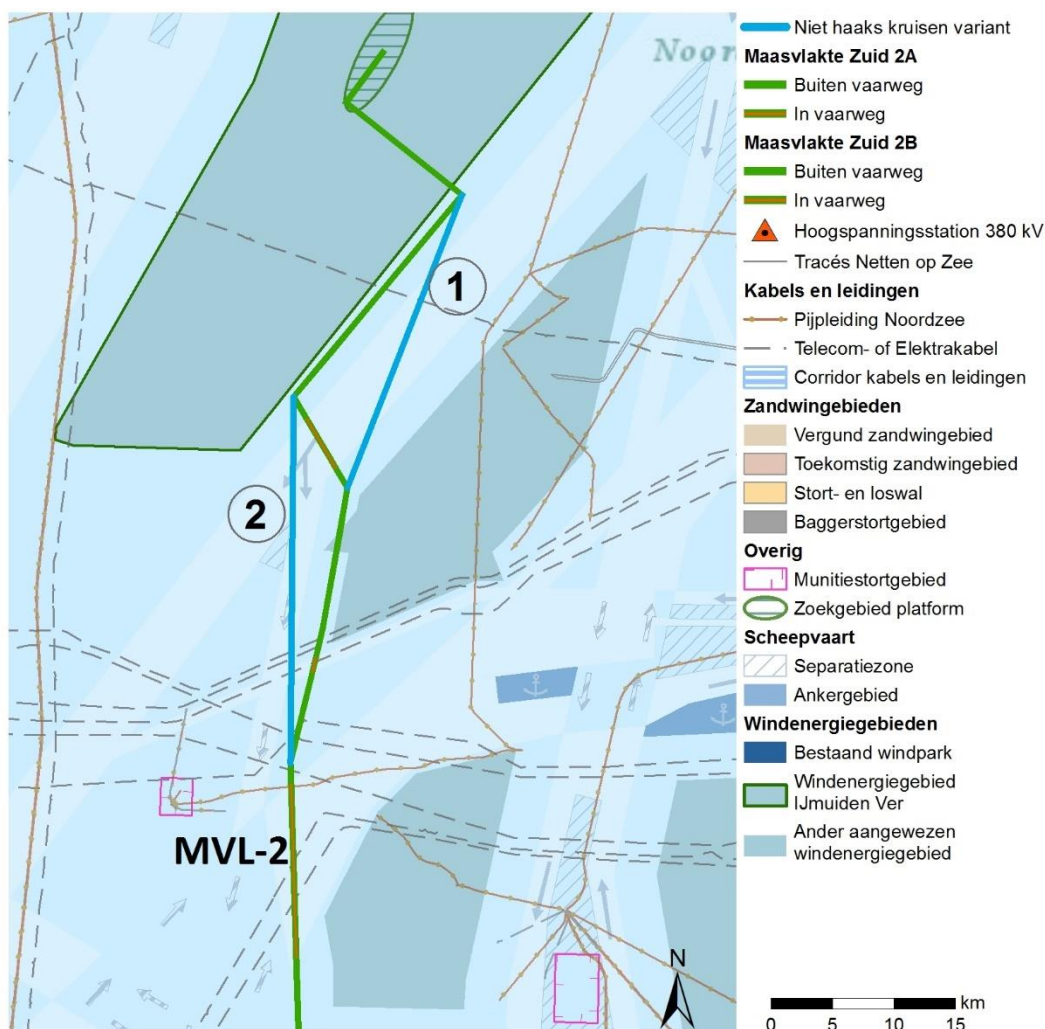 Noor
1
2
MVL-2
N
Niet haaks kruisen variant
Maasvlakte Zuid 2A
Buiten vaarweg
In vaarweg
Maasvlakte Zuid 2B
Buiten vaarweg
In vaarweg
Hoogspanningsstation 380 kV
Tracés Netten op Zee
Kabels en leidingen
Pijpleiding Noordzee
Telecom- of Elektrakabel
Corridor kabels en leidingen
Zandwingebieden
Vergund zandwingebied
Toekomstig zandwingebied
Stort- en loswal
Baggerstortgebied
Overig
Munitiestortgebied
Zoekgebied platform
Scheepvaart
Separatiezone
Ankergebied
Windenergiegebieden
Bestaand windpark
Windenergiegebied
IJmuiden Ver
Ander aangewezen
windenergiegebied
km
0 5 10 15